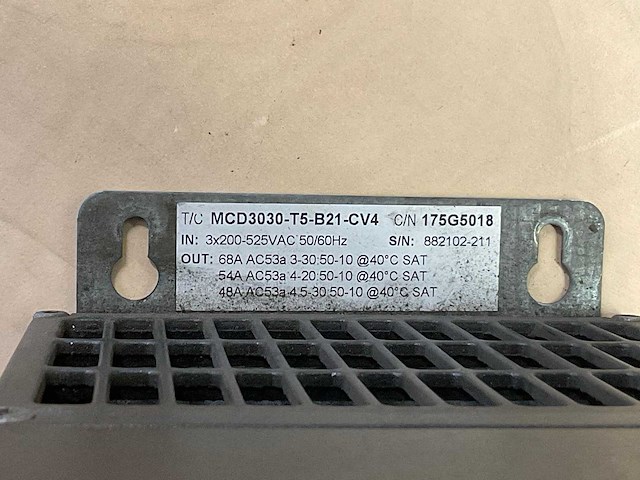 T/C MCD3030-T5-B21-CV4 C/N 175G5018
IN: 3x200-525VAC 50/60Hz S/N: 882102-211
OUT: 68A AC53a 3-30:50-10 @40°C SAT
54A AC53a 4-20:50-10 @40°C SAT
48A AC53a 4.5-30:50-10 @40°C SAT